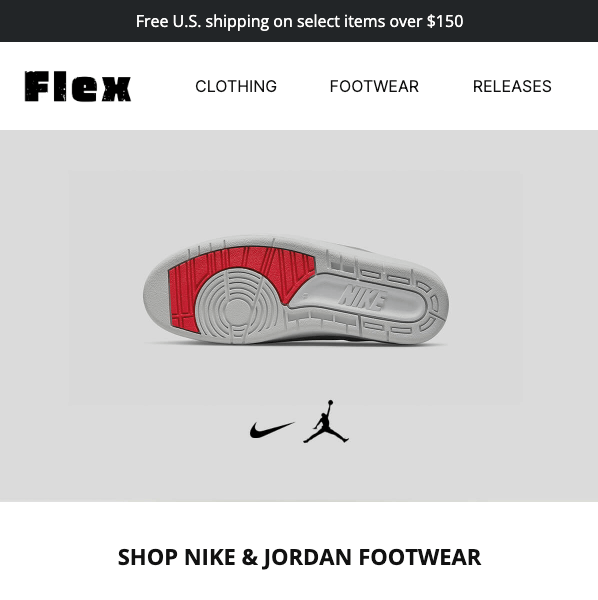 Free U.S. shipping on select items over $150
Flex
CLOTHING FOOTWEAR RELEASES
NIKE
SHOP NIKE & JORDAN FOOTWEAR